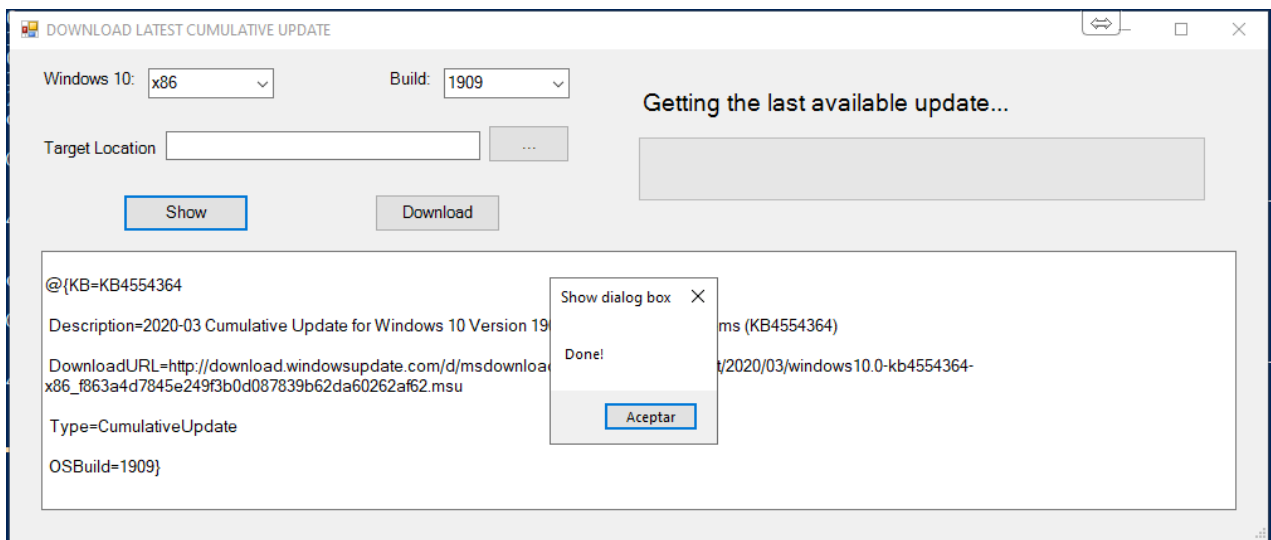 DOWNLOAD LATEST CUMULATIVE UPDATE
Windows 10: x86 Build: 1909
Getting the last available update...
Target Location ...
Show Download
@{KB=KB4554364
Description=2020-03 Cumulative Update for Windows 10 Version 19 ms (KB4554364)
DownloadURL=http://download.windowsupdate.com/d/msdownloa t/2020/03/windows10.0-kb4554364-
x86_f863a4d7845e249f3b0d087839b62da60262af62.msu
Type=CumulativeUpdate
OSBuild=1909}
Show dialog box
Done!
Aceptar